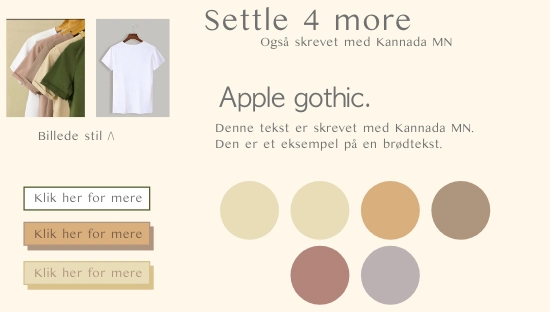 Settle 4 more
Også skrevet med Kannada MN
Apple gothic.
Denne tekst er skrevet med Kannada MN.
Den er et eksempel på en brødtekst.
Billede stil /\
Klik her for mere
Klik her for mere
Klik her for mere